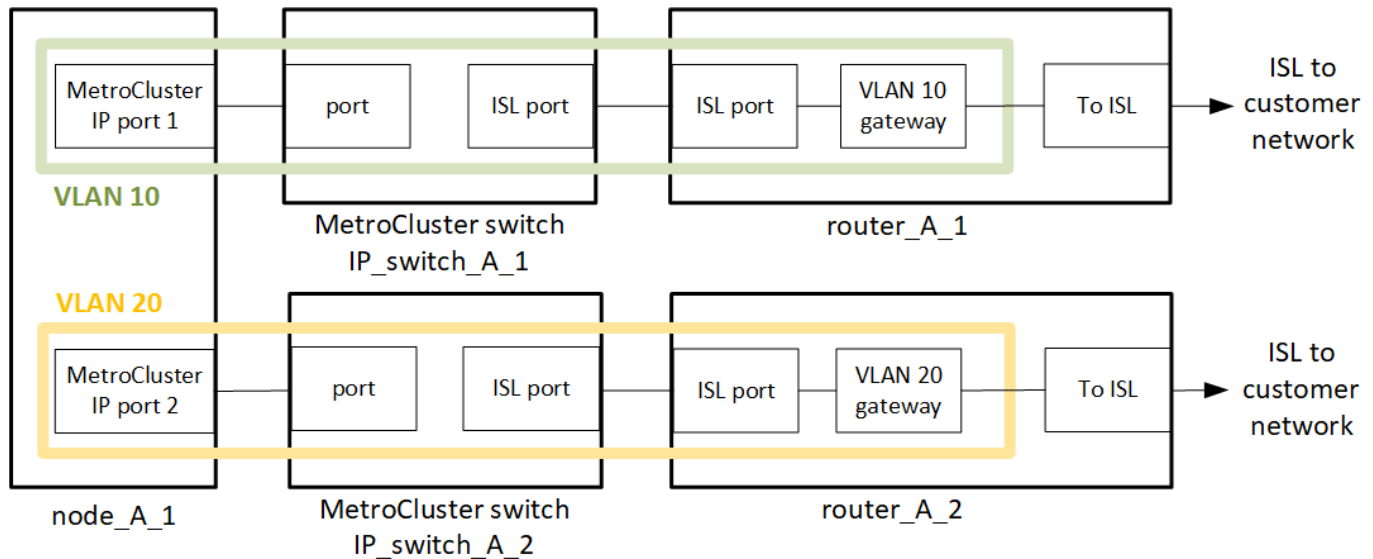 MetroCluster
IP port 1
port
ISL port
ISL port
VLAN 10
gateway
To ISL
ISL to
customer
network
VLAN 10
MetroCluster switch
IP_switch_A_1
router_A_1
VLAN 20
MetroCluster
IP port 2
port
ISL port
ISL port
VLAN 20
gateway
To ISL
ISL to
customer
network
node_A_1
MetroCluster switch
IP_switch_A_2
router_A_2